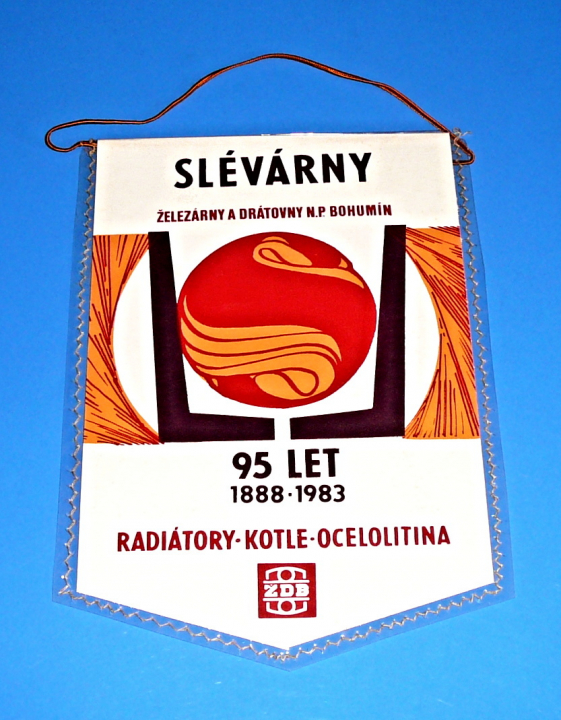 SLÉVÁRNY
ŽELEZÁRNY A DRÁTOVNY N.P. BOHUMÍN
95 LET
1888·1983
RADIÁTORY·KOTLE·OCELOLITINA
ŽDB